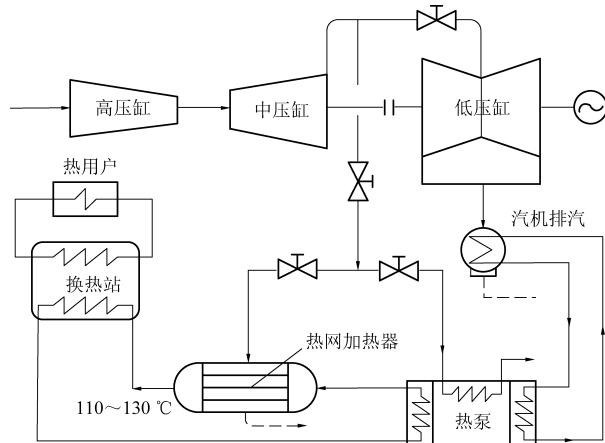 高压缸
中压缸
低压缸
热用户
汽机排汽
换热站
热网加热器
110～130 ℃
热泵